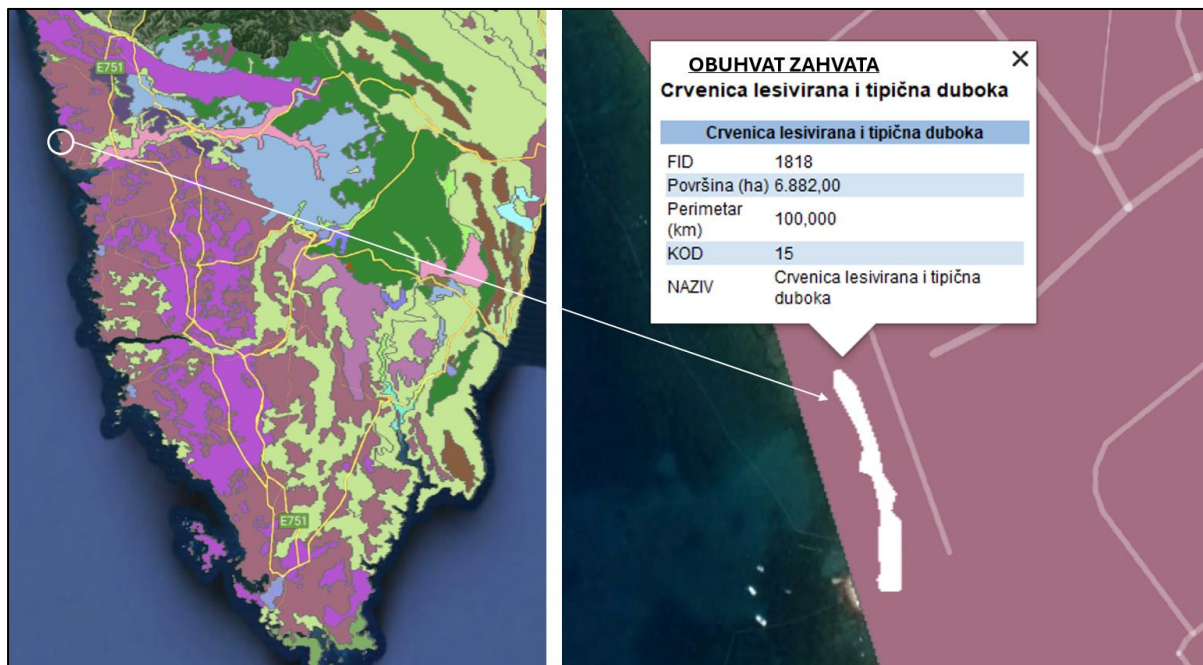 E751
E751
OBUHVAT ZAHVATA
Crvenica lesivirana i tipična duboka
Crvenica lesivirana i tipična duboka
FID 1818
Površina (ha) 6.882,00
Perimetar (km) 100,000
KOD 15
NAZIV Crvenica lesivirana i tipična
duboka